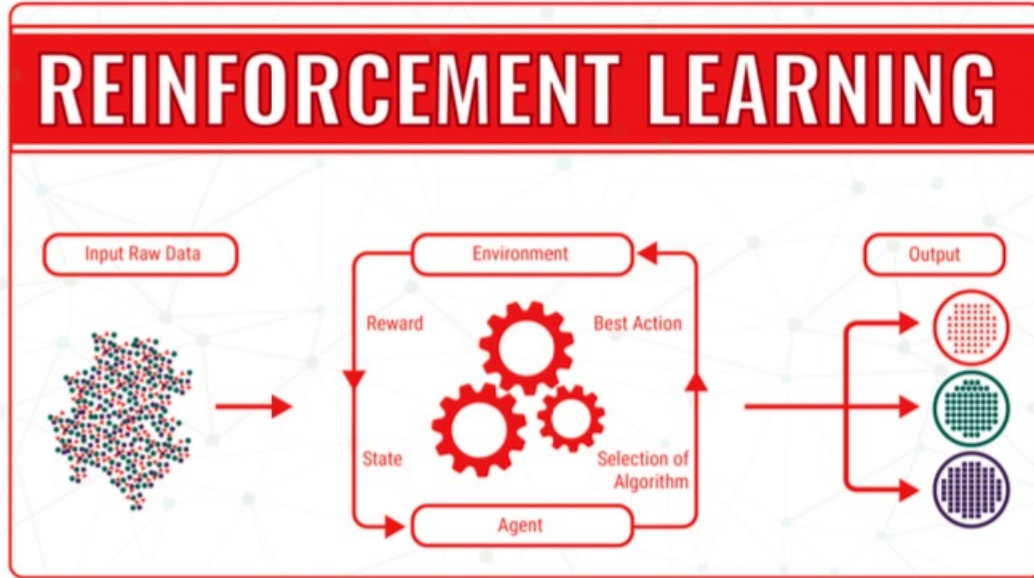 REINFORCEMENT LEARNING
Input Raw Data
Environment
Output
Reward
Best Action
State
Selection of
Algorithm
Agent